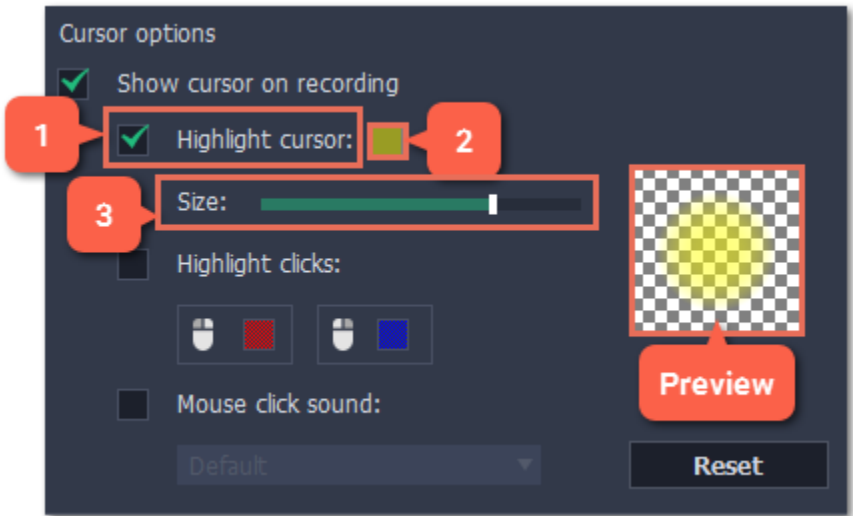 Cursor options
Show cursor on recording
1
Highlight cursor:
2
3
Size:
Highlight clicks:
Preview
Mouse click sound:
Default
Reset